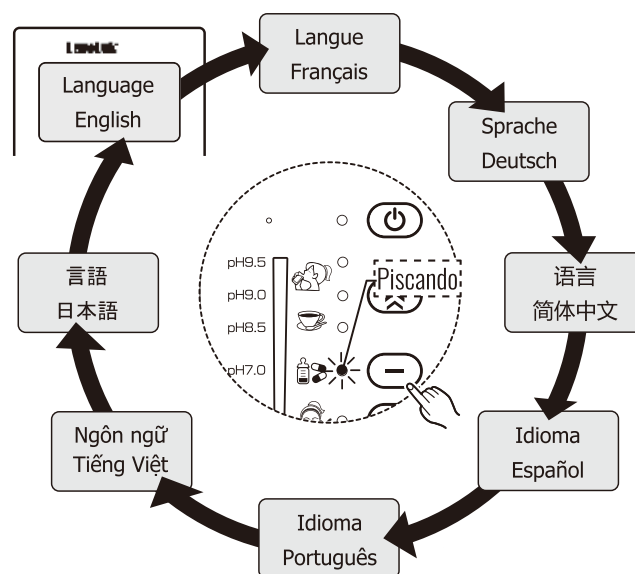 Language
English
Langue
Français
Sprache
Deutsch
语言
简体中文
Idioma
Español
Idioma
Português
Ngôn ngữ
Tiếng Việt
言語
日本語
pH9.5
pH9.0
pH8.5
pH7.0
Piscando